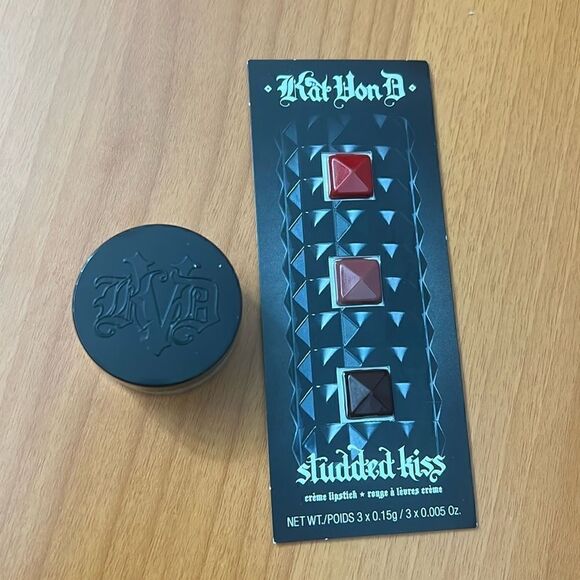 KVD
Kat Von D
studded kiss
crème lipstick ★ rouge à lèvres crème
NET WT./POIDS 3 x 0.15g / 3 x 0.005 Oz.